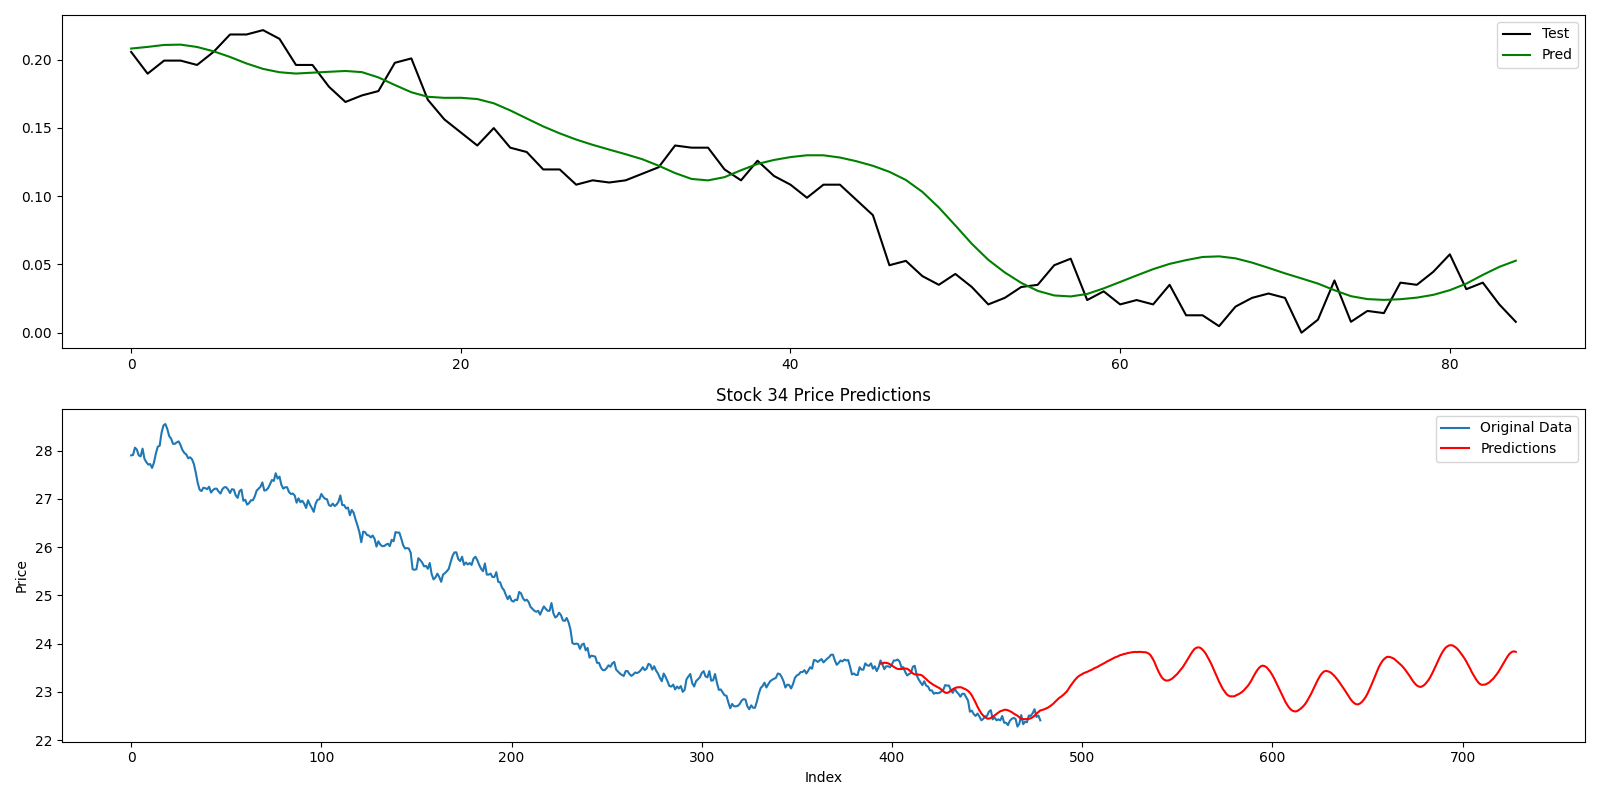 Test
Pred
0.20
0.15
0.10
0.05
0.00
0 20 40 60 80
Stock 34 Price Predictions
Original Data
Predictions
28
27
26
25
24
23
22
Price
0 100 200 300 400 500 600 700
Index